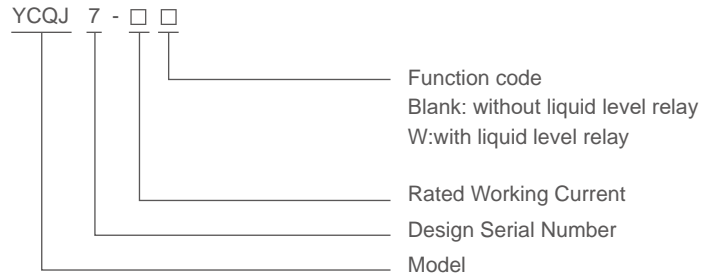 YCQJ 7 - □ □
Function code
Blank: without liquid level relay
W:with liquid level relay
Rated Working Current
Design Serial Number
Model